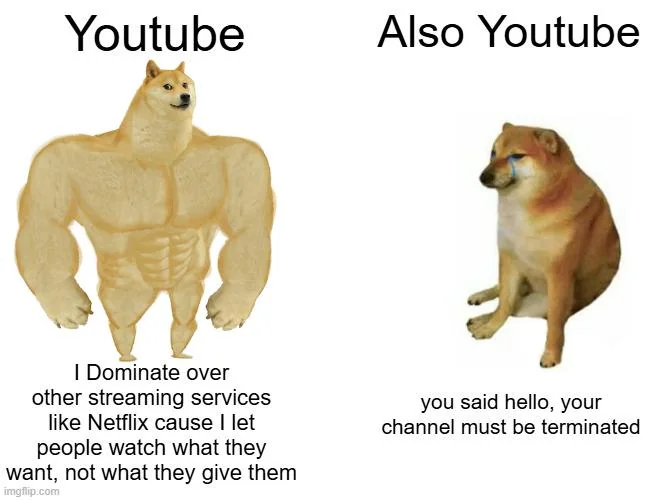 Youtube
Also Youtube
I Dominate over
other streaming services
like Netflix cause I let
people watch what they
want, not what they give them
you said hello, your
channel must be terminated
imgflip.com